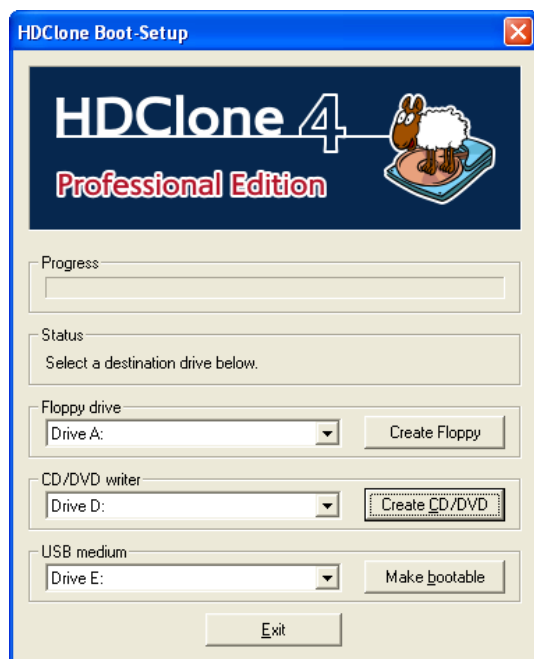 HDClone Boot-Setup
HDClone 4
Professional Edition
Progress
Status
Select a destination drive below.
Floppy drive
Drive A:
Create Floppy
CD/DVD writer
Drive D:
Create CD/DVD
USB medium
Drive E:
Make bootable
Exit